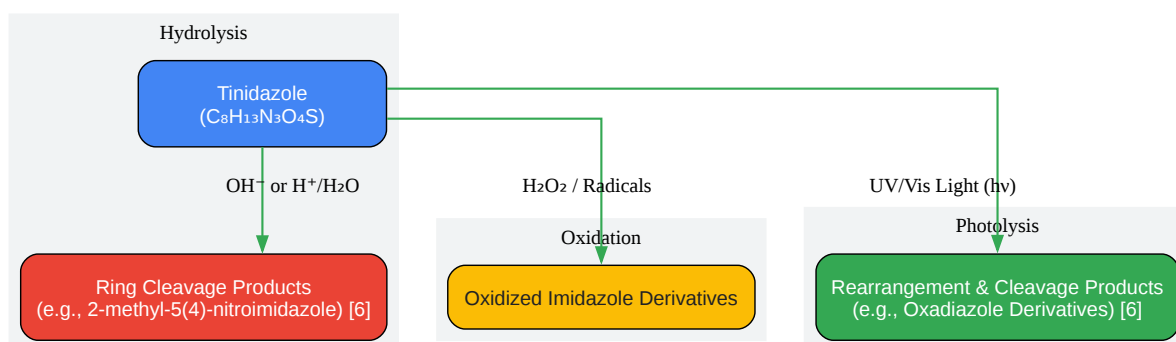 Hydrolysis
Tinidazole
(C₈H₁₃N₃O₄S)
OH⁻ or H⁺/H₂O
H₂O₂ / Radicals
UV/Vis Light (hν)
Oxidation
Photolysis
Ring Cleavage Products
(e.g., 2-methyl-5(4)-nitroimidazole) [6]
Oxidized Imidazole Derivatives
Rearrangement & Cleavage Products
(e.g., Oxadiazole Derivatives) [6]